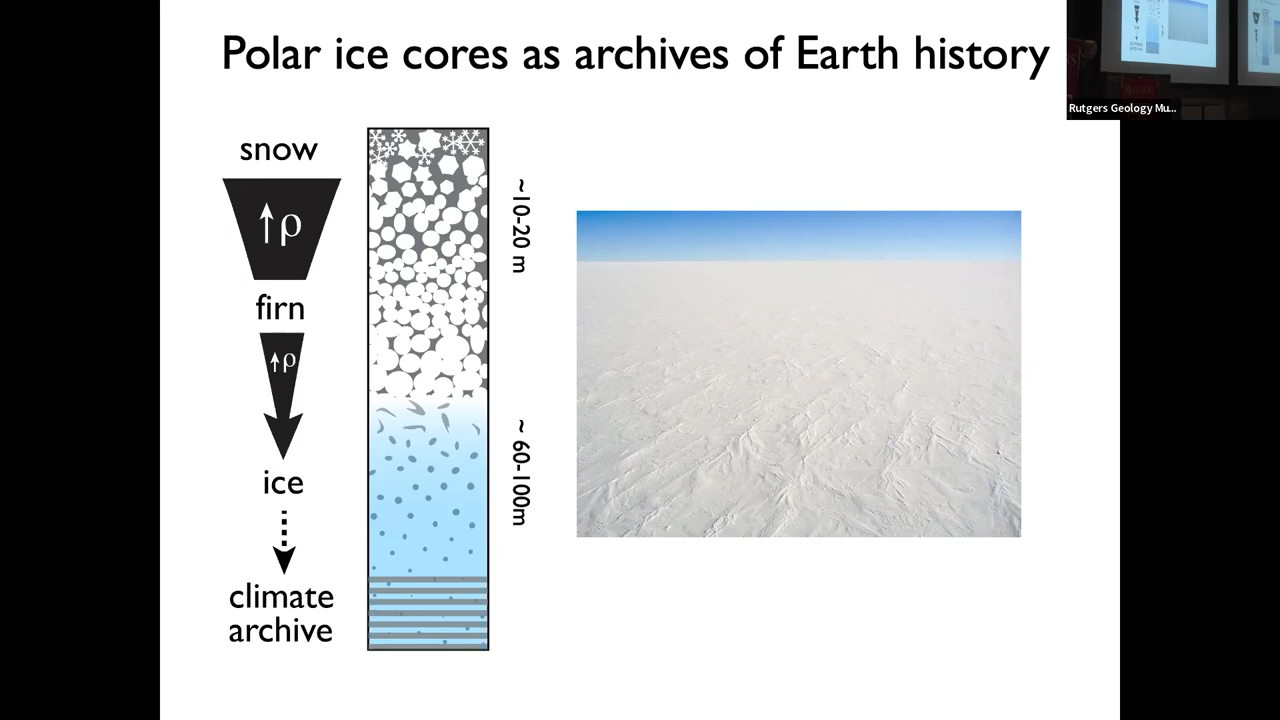 Polar ice cores as archives of Earth history
Rutgers Geology Mu...
snow
↑ρ
~10-20 m
firn
↑ρ
~ 60-100m
ice
climate
archive